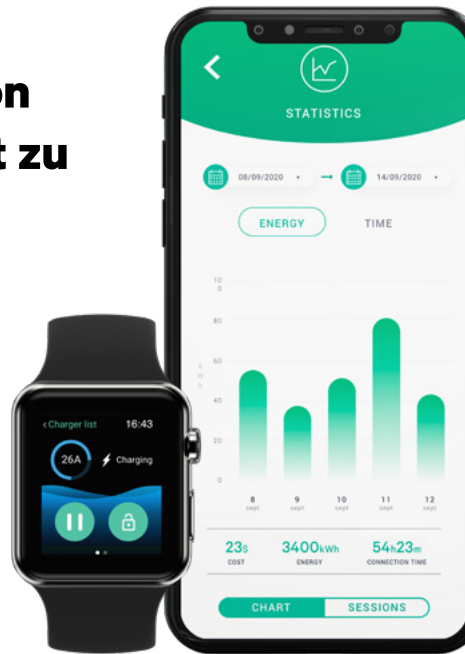 on
t zu
STATISTICS
08/09/2020
14/09/2020
ENERGY
TIME
10
0
80
60
k
W
h
40
20
0
8
sept
9
sept
10
sept
11
sept
12
sept
23$
COST
3400kWh
ENERGY
54h23m
CONNECTION TIME
CHART
SESSIONS
Charger list
16:43
26A
Charging